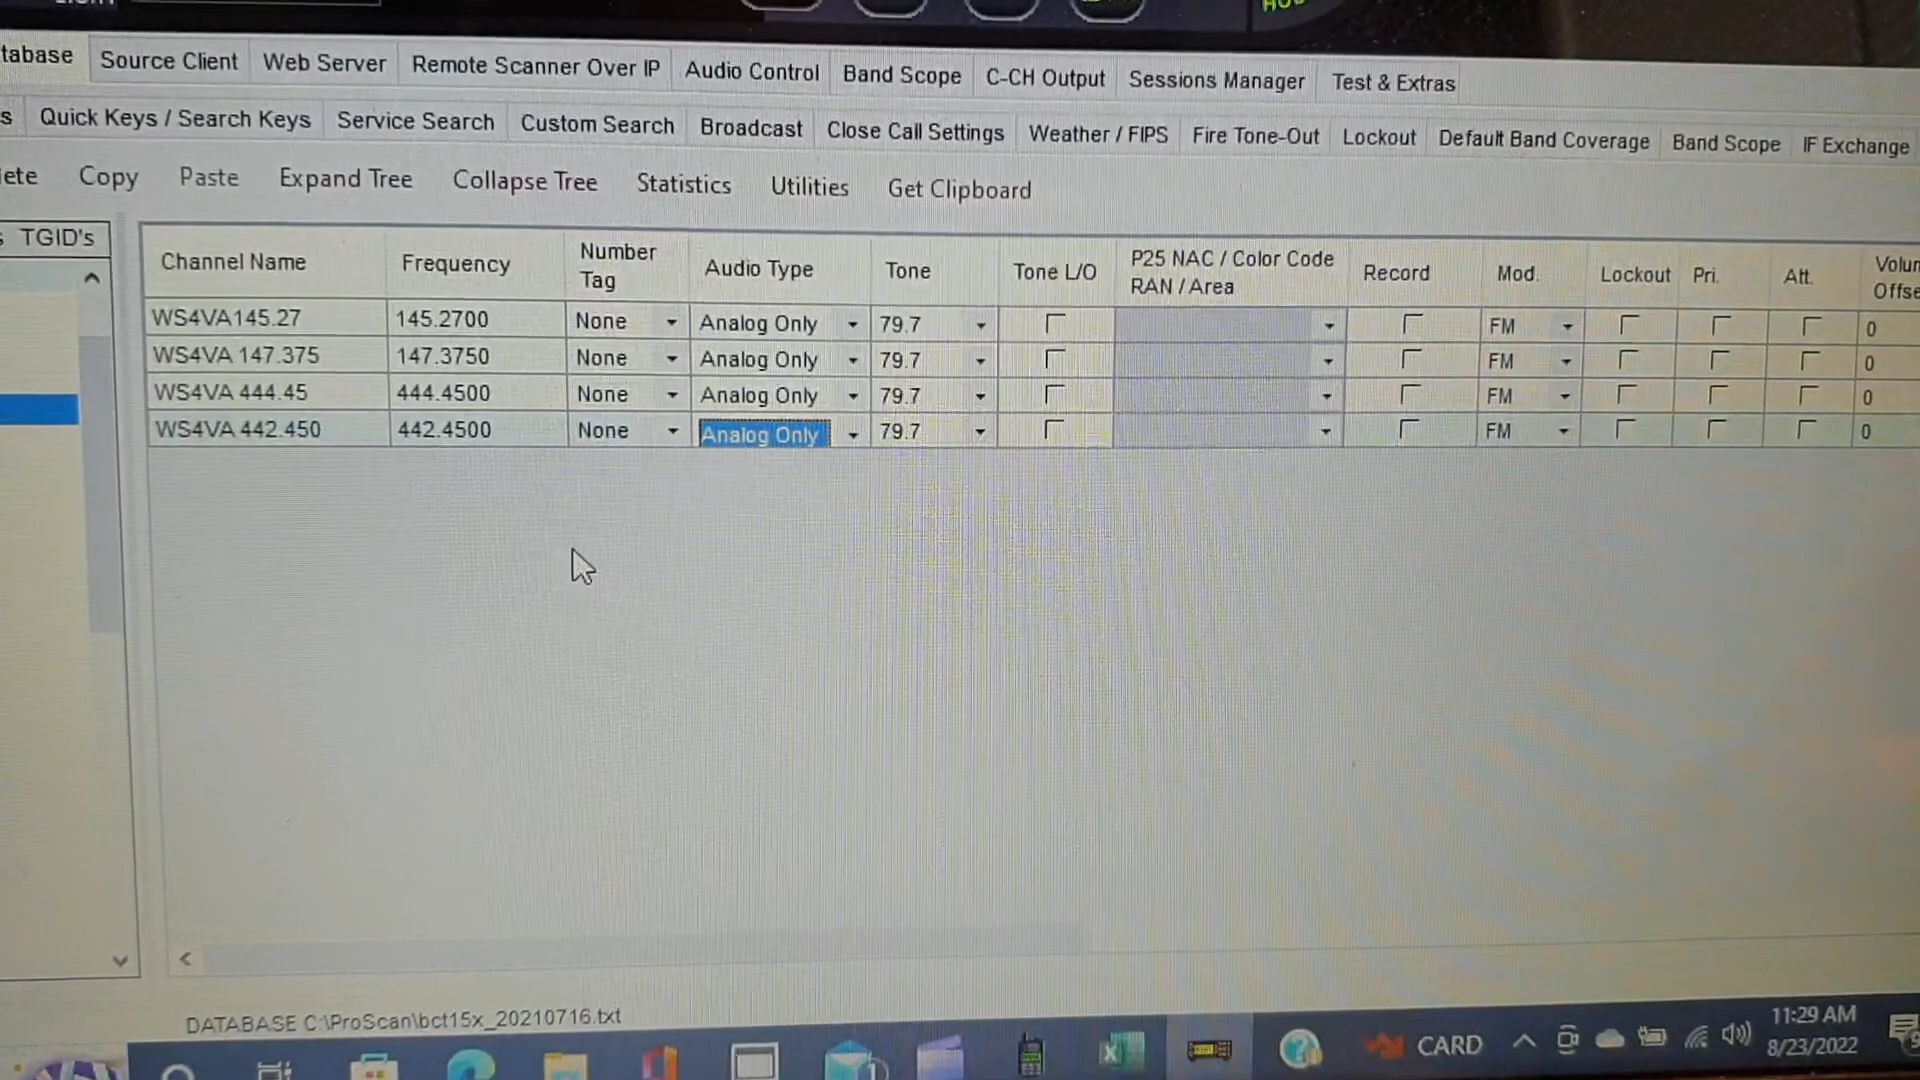 tabase Source Client Web Server Remote Scanner Over IP Audio Control Band Scope C-CH Output Sessions Manager Test & Extras
s Quick Keys / Search Keys Service Search Custom Search Broadcast Close Call Settings Weather / FIPS Fire Tone-Out Lockout Default Band Coverage Band Scope IF Exchange
ete Copy Paste Expand Tree Collapse Tree Statistics Utilities Get Clipboard
s TGID's
Channel Name Frequency Number Tag Audio Type Tone Tone L/O P25 NAC / Color Code RAN / Area Record Mod. Lockout Pri. Att. Volum Offse
WS4VA145.27 145.2700 None Analog Only 79.7 FM 0
WS4VA 147.375 147.3750 None Analog Only 79.7 FM 0
WS4VA 444.45 444.4500 None Analog Only 79.7 FM 0
WS4VA 442.450 442.4500 None Analog Only 79.7 FM 0
DATABASE C:\ProScan\bct15x_20210716.txt
CARD 11:29 AM
8/23/2022